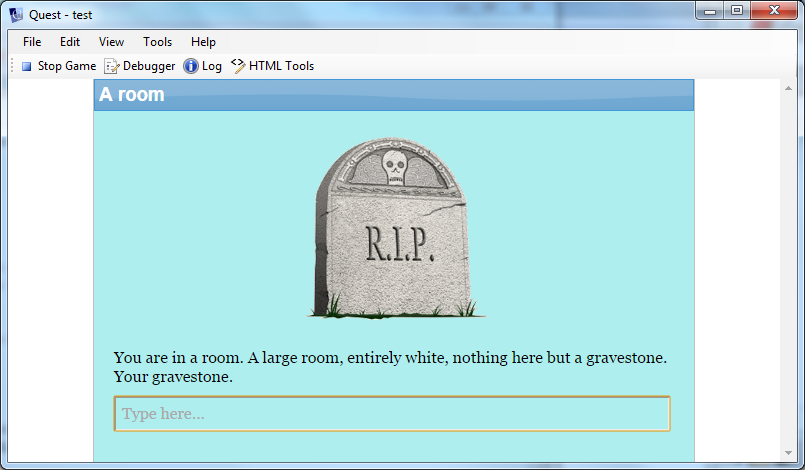 Quest - test
File Edit View Tools Help
Stop Game Debugger Log HTML Tools
A room
R.I.P.
You are in a room. A large room, entirely white, nothing here but a gravestone.
Your gravestone.
Type here...